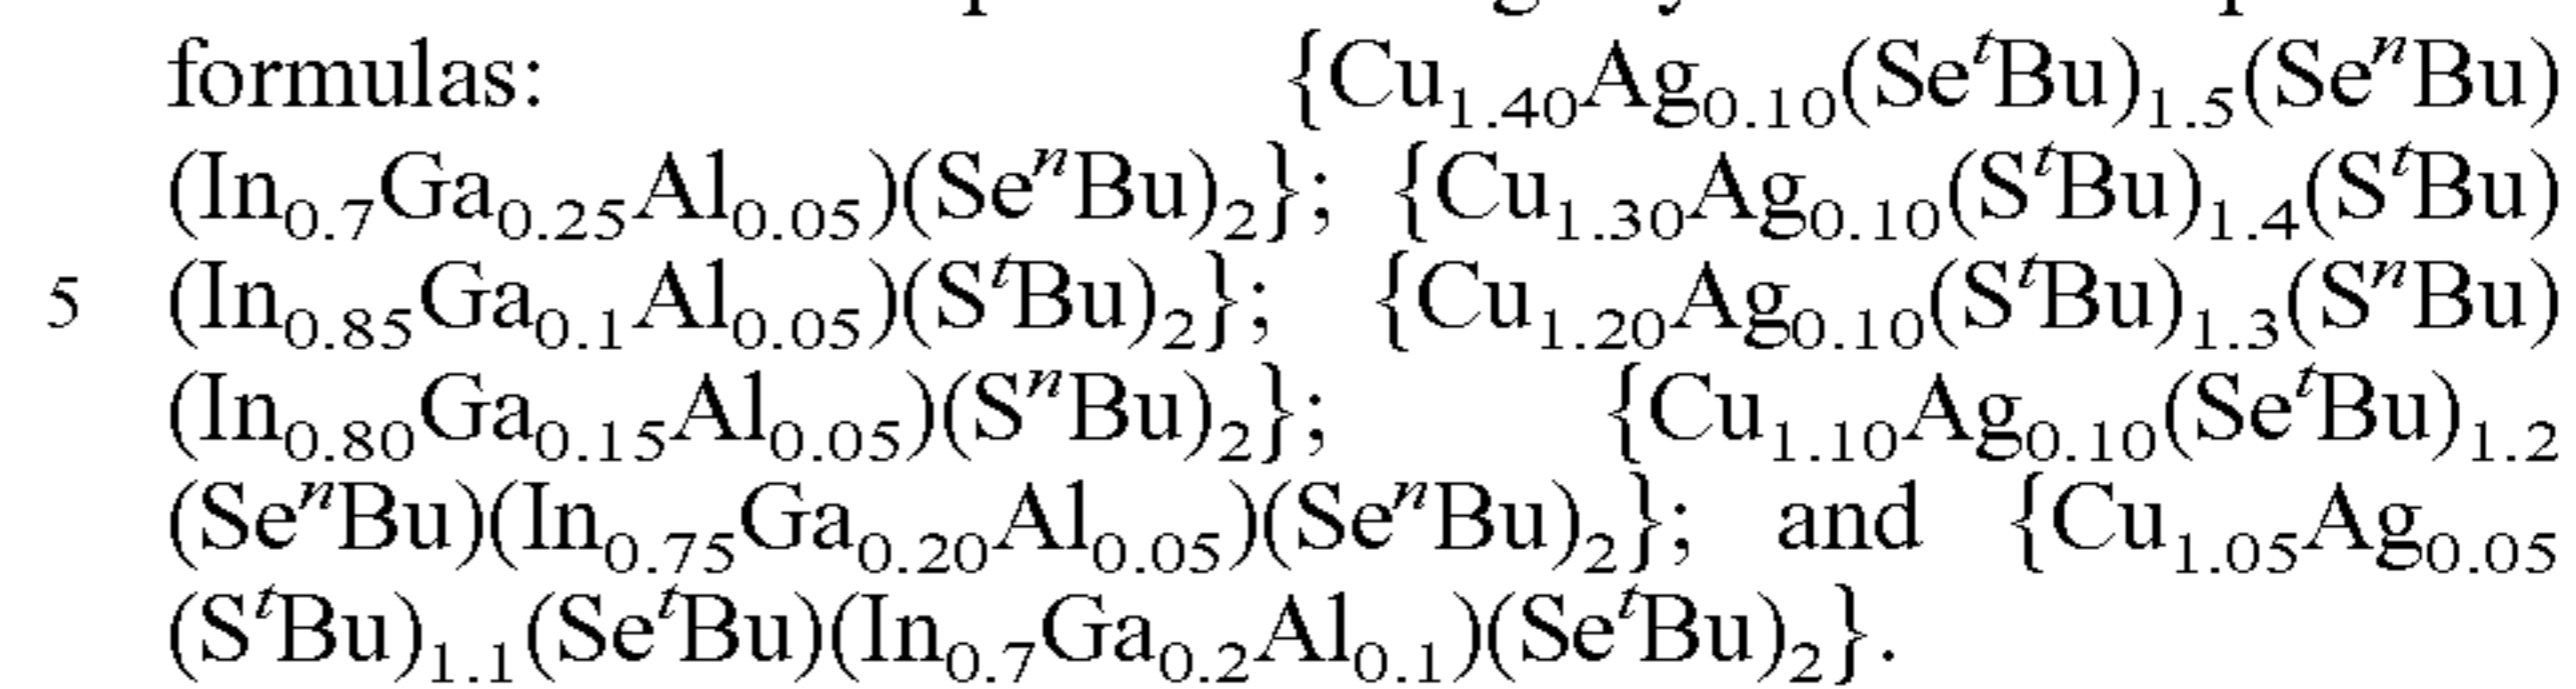 formulas: {Cu₁.₄₀Ag₀.₁₀(SeᵗBu)₁.₅(SeⁿBu)
(In₀.₇Ga₀.₂₅Al₀.₀₅)(SeⁿBu)₂}; {Cu₁.₃₀Ag₀.₁₀(SᵗBu)₁.₄(SᵗBu)
5 (In₀.₈₅Ga₀.₁Al₀.₀₅)(SᵗBu)₂}; {Cu₁.₂₀Ag₀.₁₀(SᵗBu)₁.₃(SⁿBu)
(In₀.₈₀Ga₀.₁₅Al₀.₀₅)(SⁿBu)₂}; {Cu₁.₁₀Ag₀.₁₀(SeᵗBu)₁.₂
(SeⁿBu)(In₀.₇₅Ga₀.₂₀Al₀.₀₅)(SeⁿBu)₂}; and {Cu₁.₀₅Ag₀.₀₅
(SᵗBu)₁.₁(SeᵗBu)(In₀.₇Ga₀.₂Al₀.₁)(SeᵗBu)₂}.